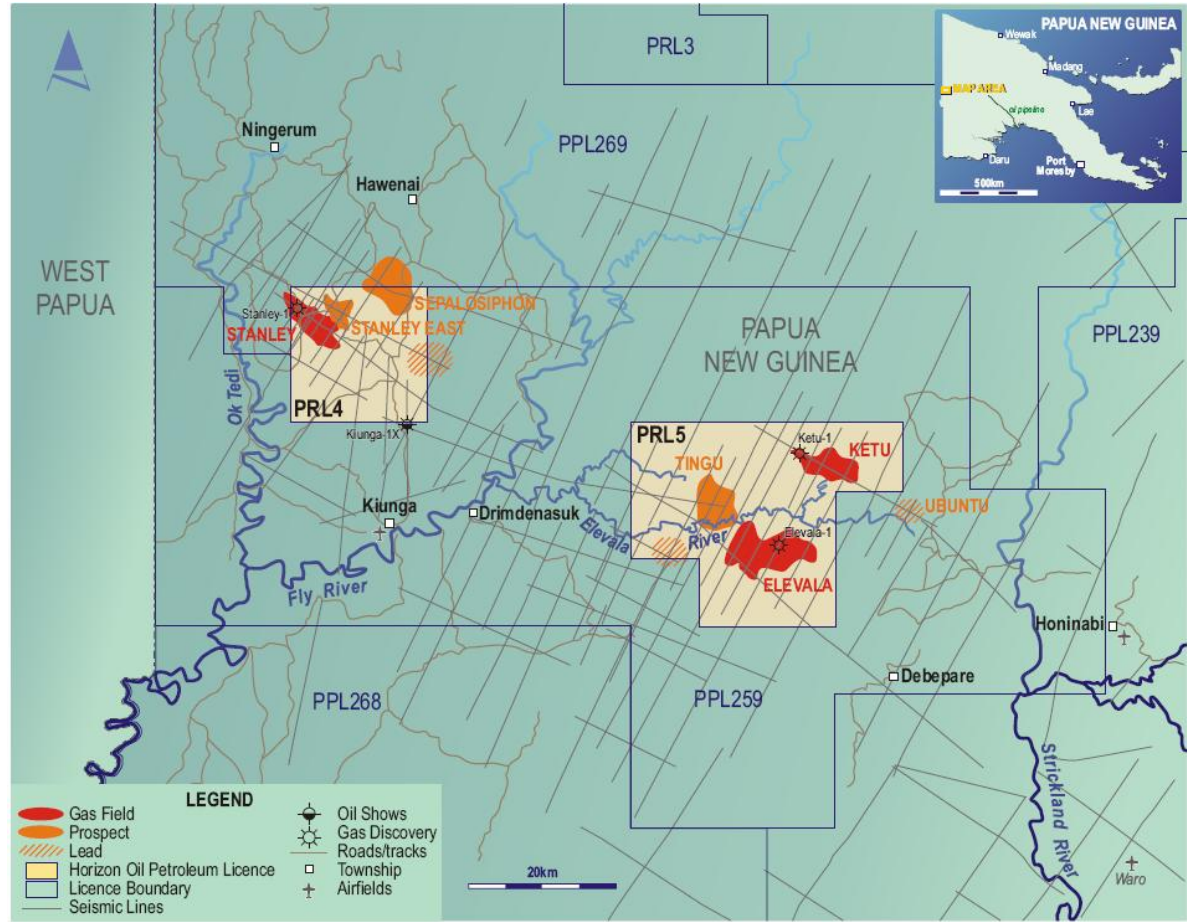 PRL3
PAPUA NEW GUINEA
Wewak
Madang
MAP AREA
oil pipeline
Lae
Daru
Port
Moresby
500km
Ningerum
PPL269
Hawenai
WEST
PAPUA
SEPALOSIPHON
Stanley-1
STANLEY
STANLEY EAST
PAPUA
NEW GUINEA
PPL239
Ok Tedi
PRL4
Kiunga-1X
PRL5
Ketu-1
KETU
TINGU
Kiunga
Drimdenasuk
UBUNTU
Elevala
River
Elevala-1
ELEVALA
Fly River
Honinabi
Debepare
PPL268
PPL259
Strickland
River
Waro
LEGEND
Gas Field
Prospect
Lead
Horizon Oil Petroleum Licence
Licence Boundary
Seismic Lines
Oil Shows
Gas Discovery
Roads/tracks
Township
Airfields
20km